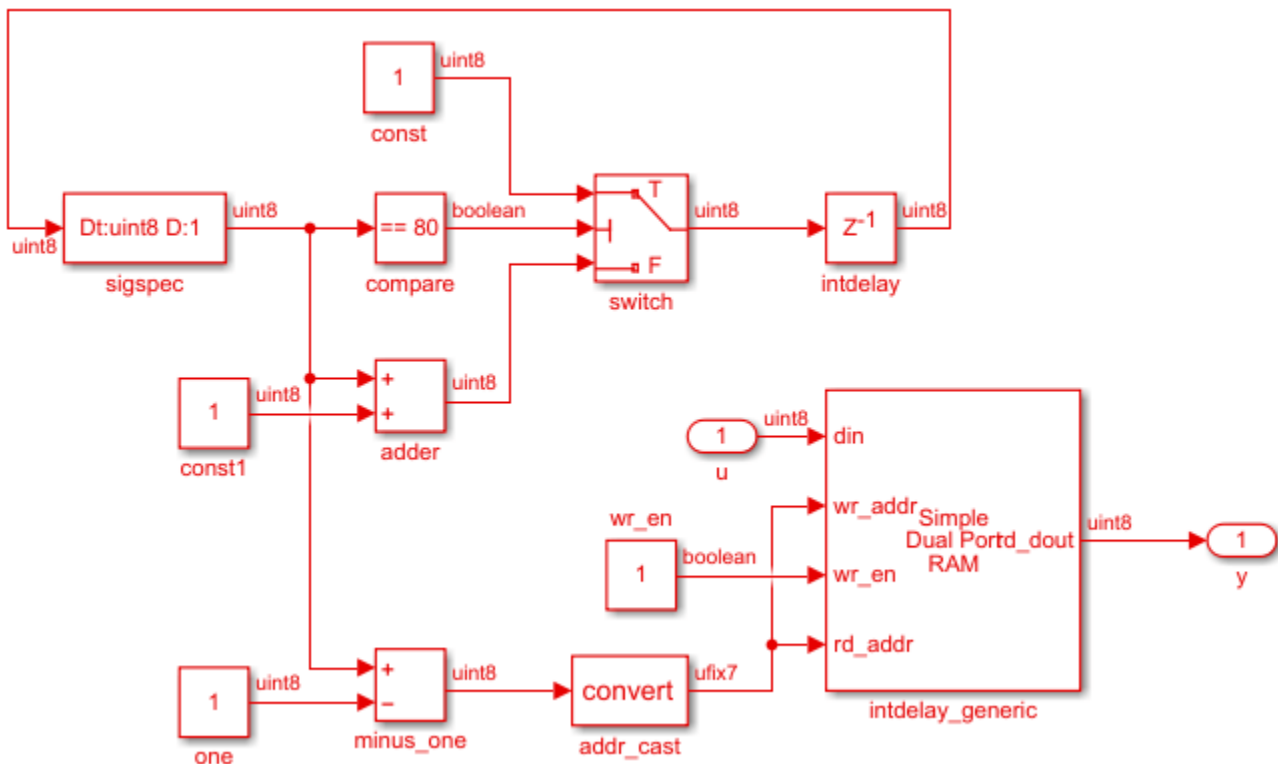 1
uint8
const
uint8
Dt:uint8 D:1
uint8
sigspec
== 80
boolean
compare
T
F
switch
uint8
Z-1
uint8
intdelay
1
uint8
const1
+
+
uint8
adder
1
uint8
u
din
wr_addr
wr_en
rd_addr
Simple
Dual Portd_dout
RAM
uint8
intdelay_generic
1
y
wr_en
1
boolean
1
uint8
one
+
−
uint8
minus_one
convert
ufix7
addr_cast